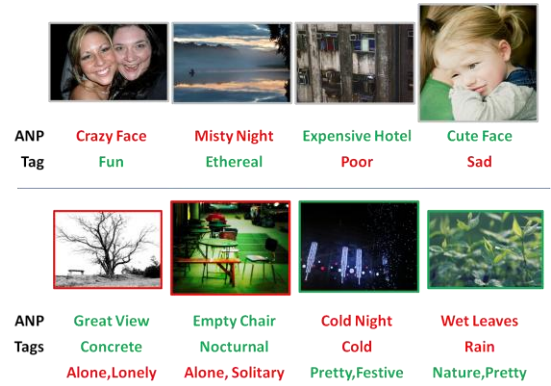 ANP Crazy Face Misty Night Expensive Hotel Cute Face
Tag Fun Ethereal Poor Sad
ANP Great View Empty Chair Cold Night Wet Leaves
Tags Concrete Nocturnal Cold Rain
Alone,Lonely Alone, Solitary Pretty,Festive Nature,Pretty